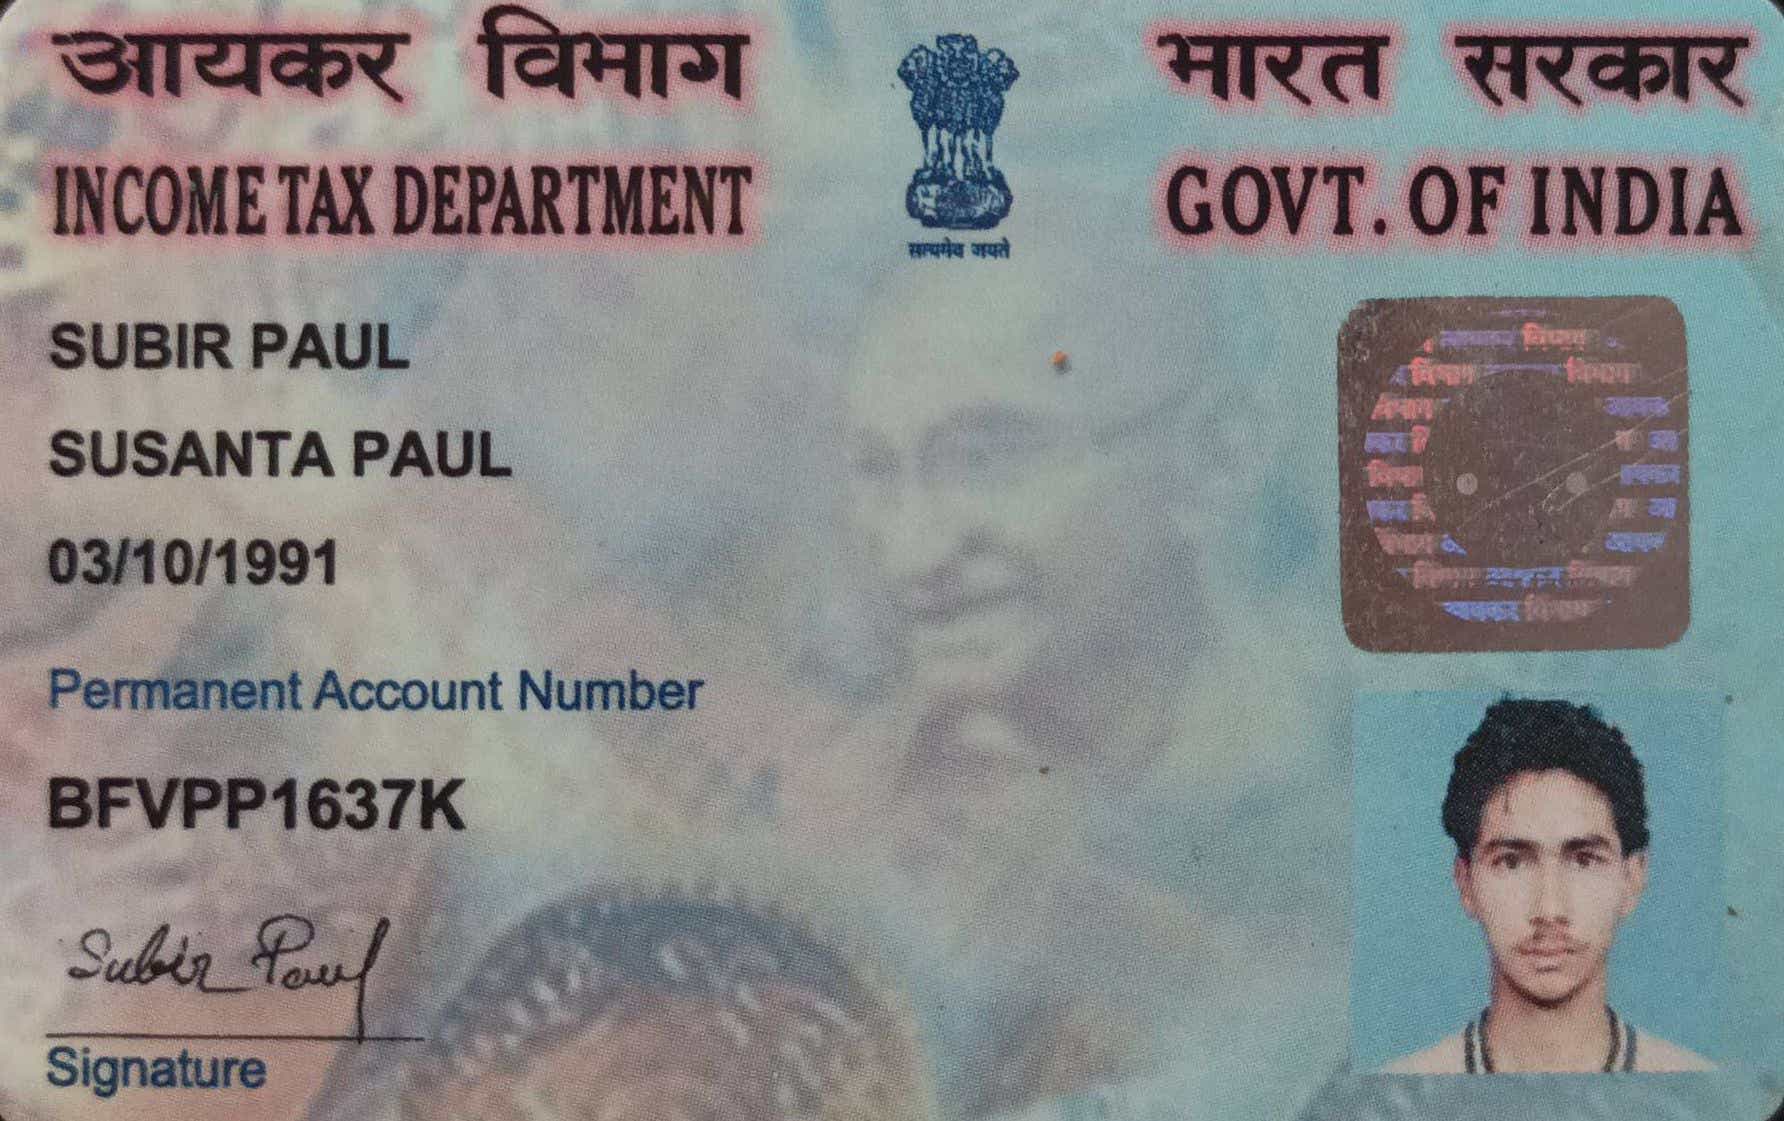 आयकर विभाग
भारत सरकार
INCOME TAX DEPARTMENT
GOVT. OF INDIA
सत्यमेव जयते
SUBIR PAUL
SUSANTA PAUL
03/10/1991
Permanent Account Number
BFVPP1637K
Subir Paul
Signature